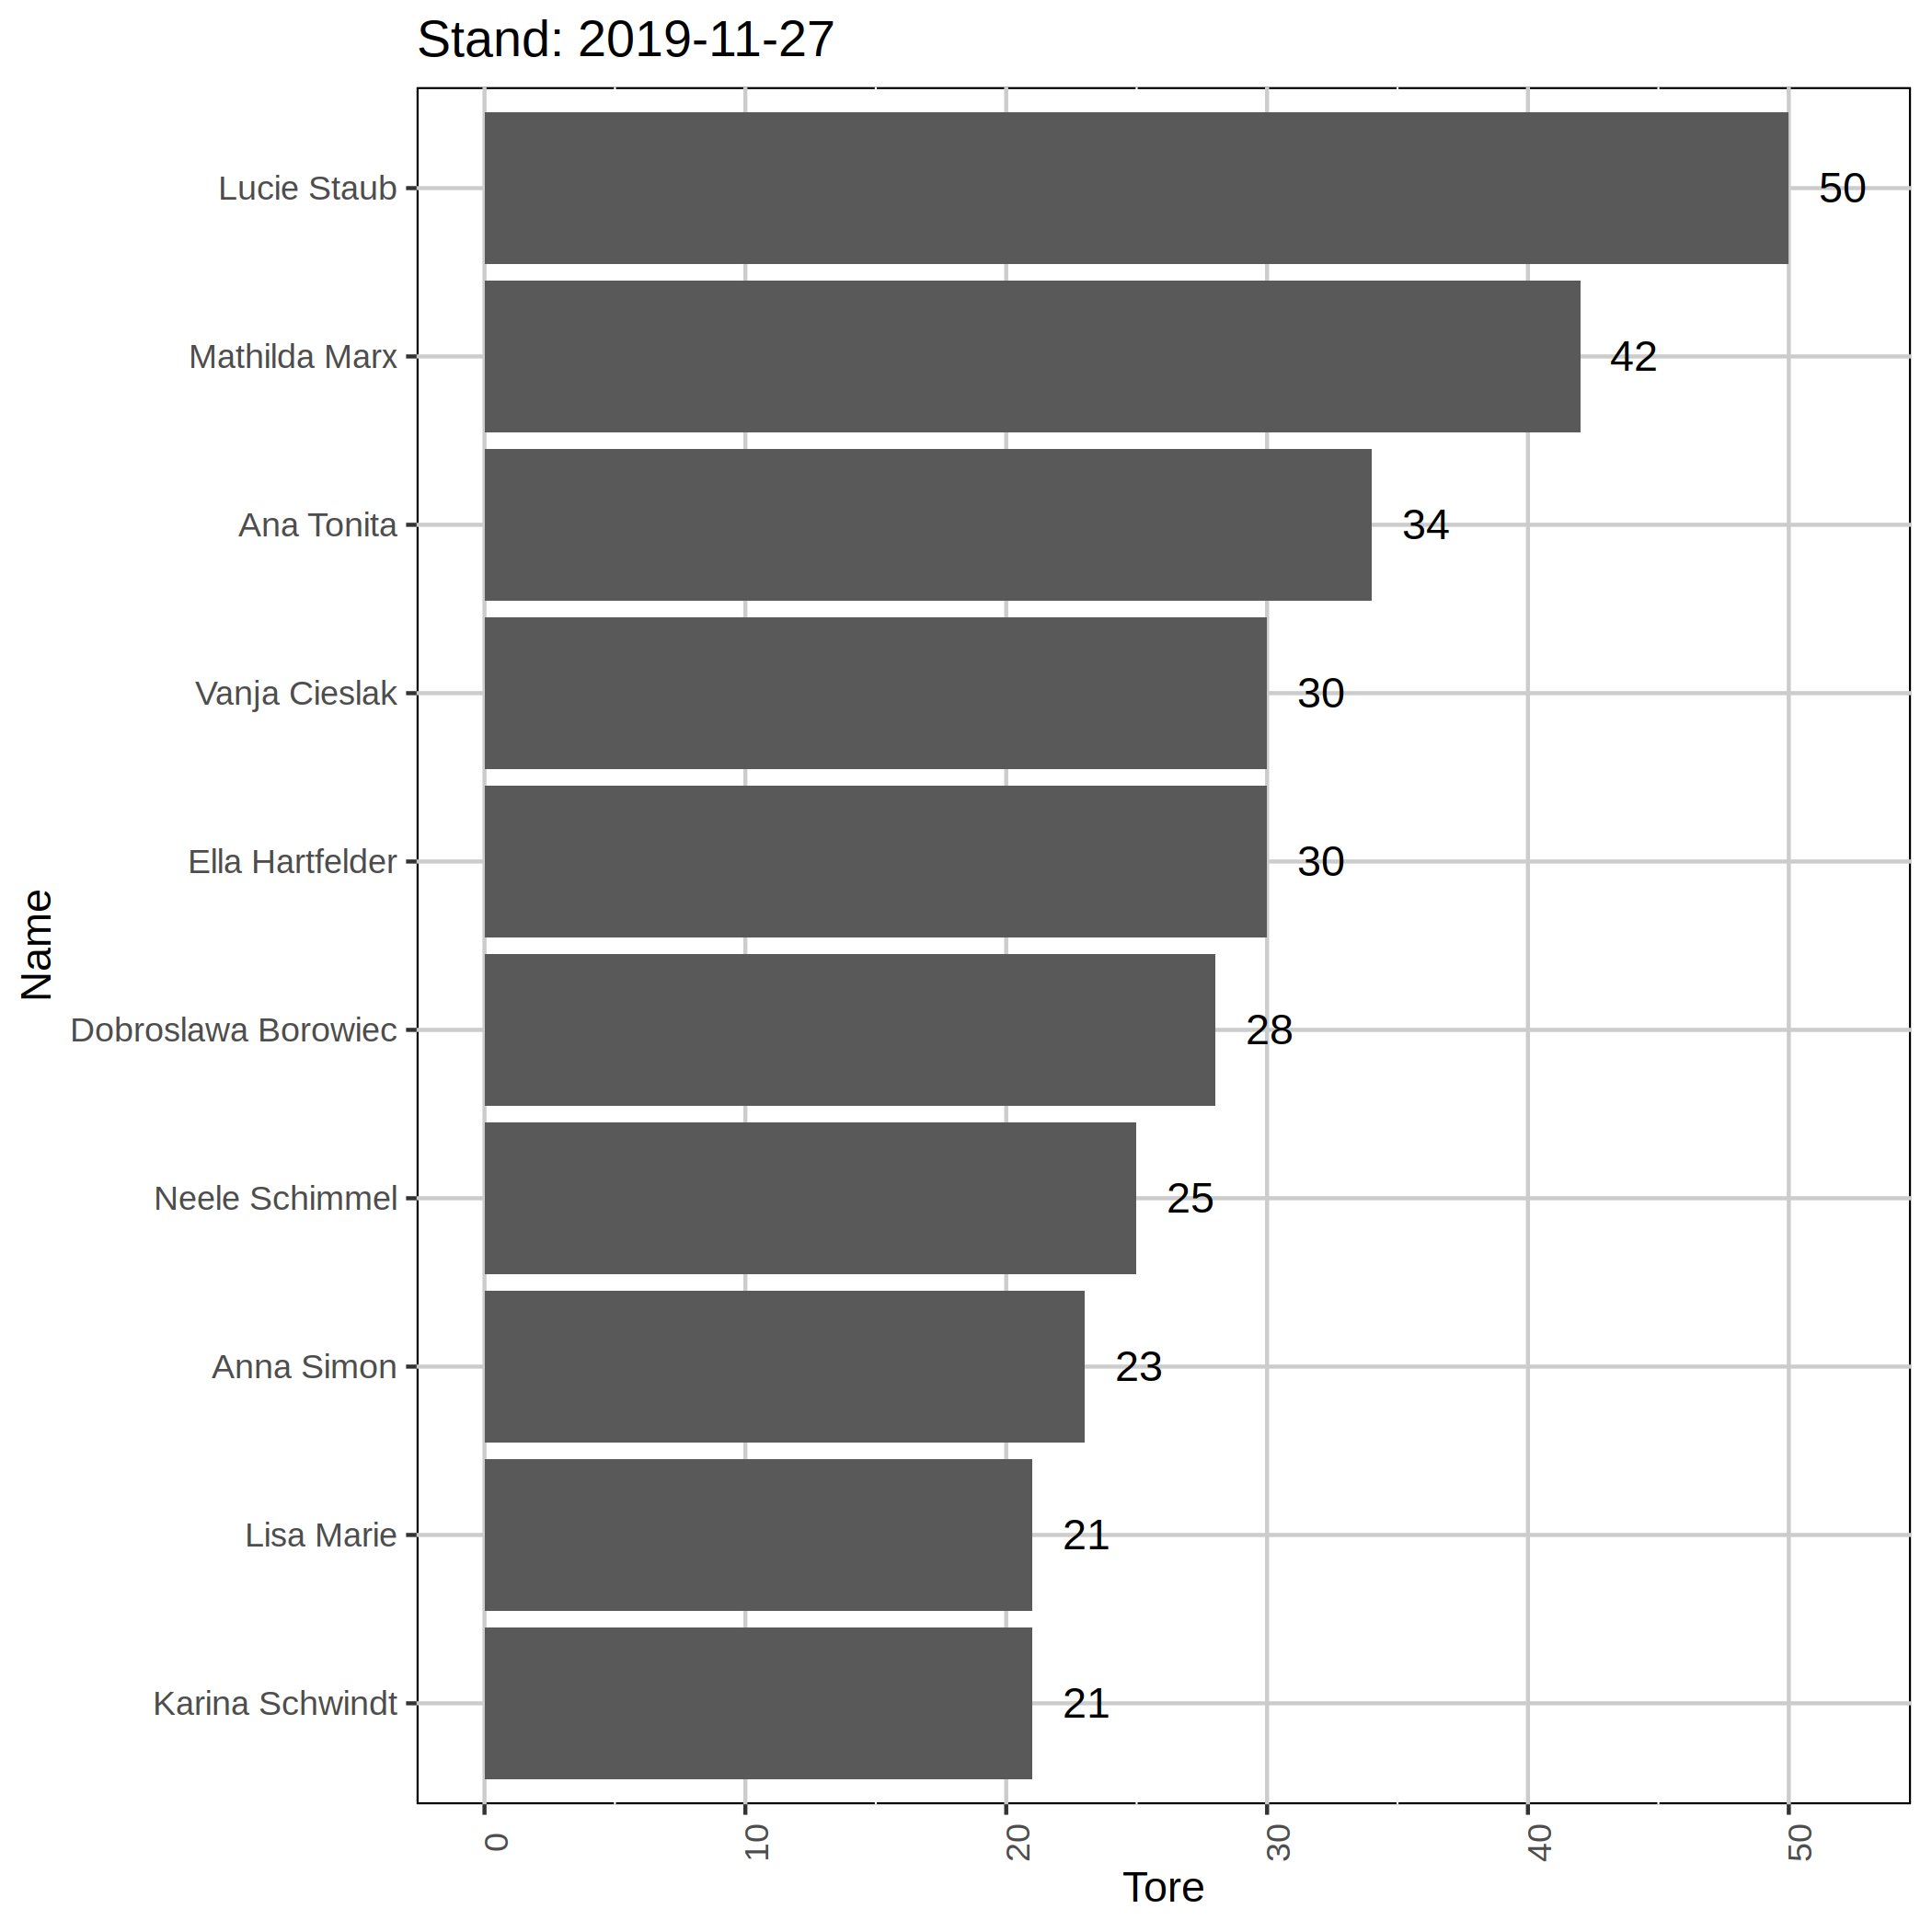 Stand: 2019-11-27
Name
Lucie Staub 50
Mathilda Marx 42
Ana Tonita 34
Vanja Cieslak 30
Ella Hartfelder 30
Dobroslawa Borowiec 28
Neele Schimmel 25
Anna Simon 23
Lisa Marie 21
Karina Schwindt 21
0 10 20 30 40 50
Tore